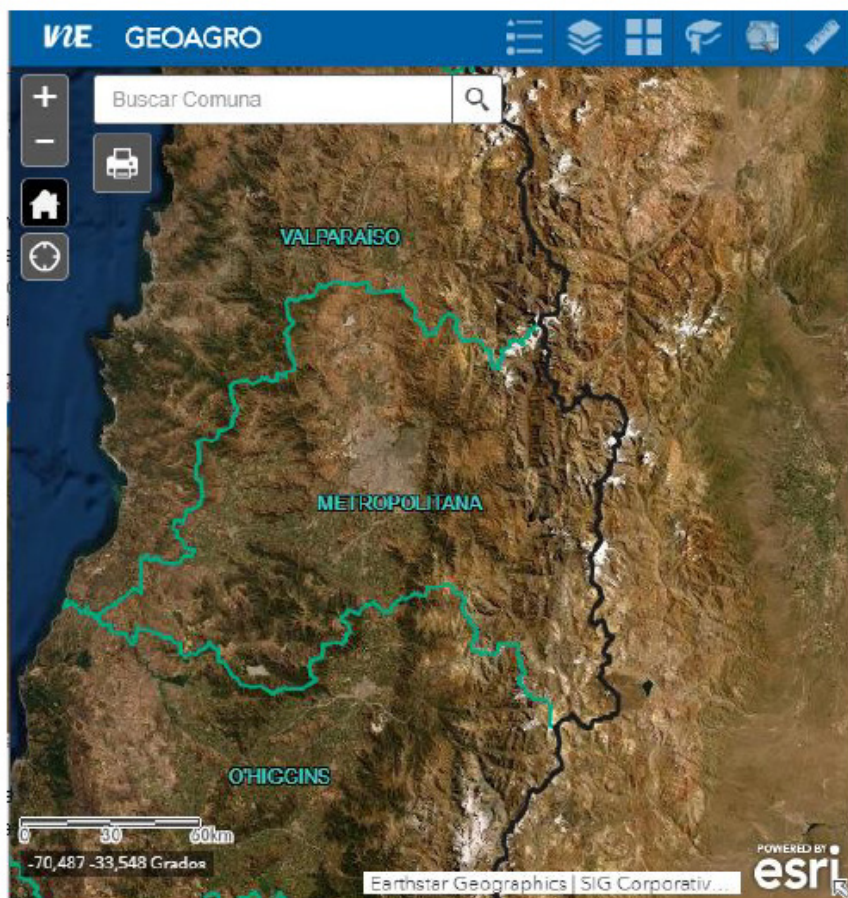 INE GEOAGRO
Buscar Comuna
VALPARAÍSO
METROPOLITANA
O'HIGGINS
0 30 60km
-70,487 -33,548 Grados
Earthstar Geographics | SIG Corporativ...
POWERED BY
esri